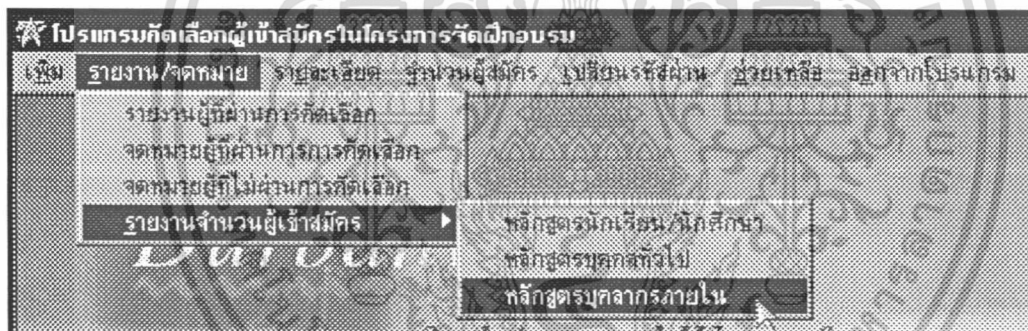 โปรแกรมคัดเลือกผู้เข้าสมัครในโครงการจัดฝึกอบรม
แฟ้ม รายงาน/จดหมาย รายละเอียด จำนวนผู้สมัคร เปลี่ยนรหัสผ่าน ช่วยเหลือ ออกจากโปรแกรม
รายงานผู้ที่ผ่านการคัดเลือก
จดหมายผู้ที่ผ่านการการคัดเลือก
จดหมายผู้ที่ไม่ผ่านการคัดเลือก
รายงานจำนวนผู้เข้าสมัคร
หลักสูตรนักเรียน/นักศึกษา
หลักสูตรบุคคลทั่วไป
หลักสูตรบุคลากรภายใน